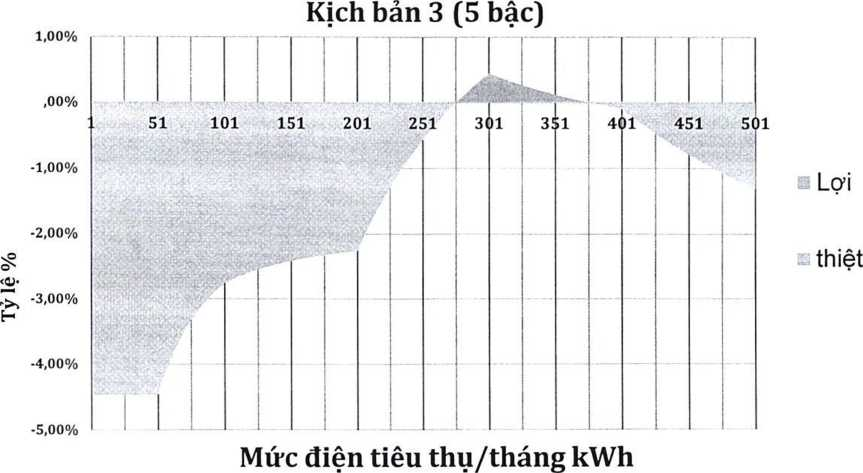 Kịch bản 3 (5 bậc)
1,00%
,00%
1 51 101 151 201 251 301 351 401 451 501
-1,00%
-2,00%
-3,00%
-4,00%
-5,00%
Tỷ lệ %
Lợi
thiệt
Mức điện tiêu thụ/tháng kWh